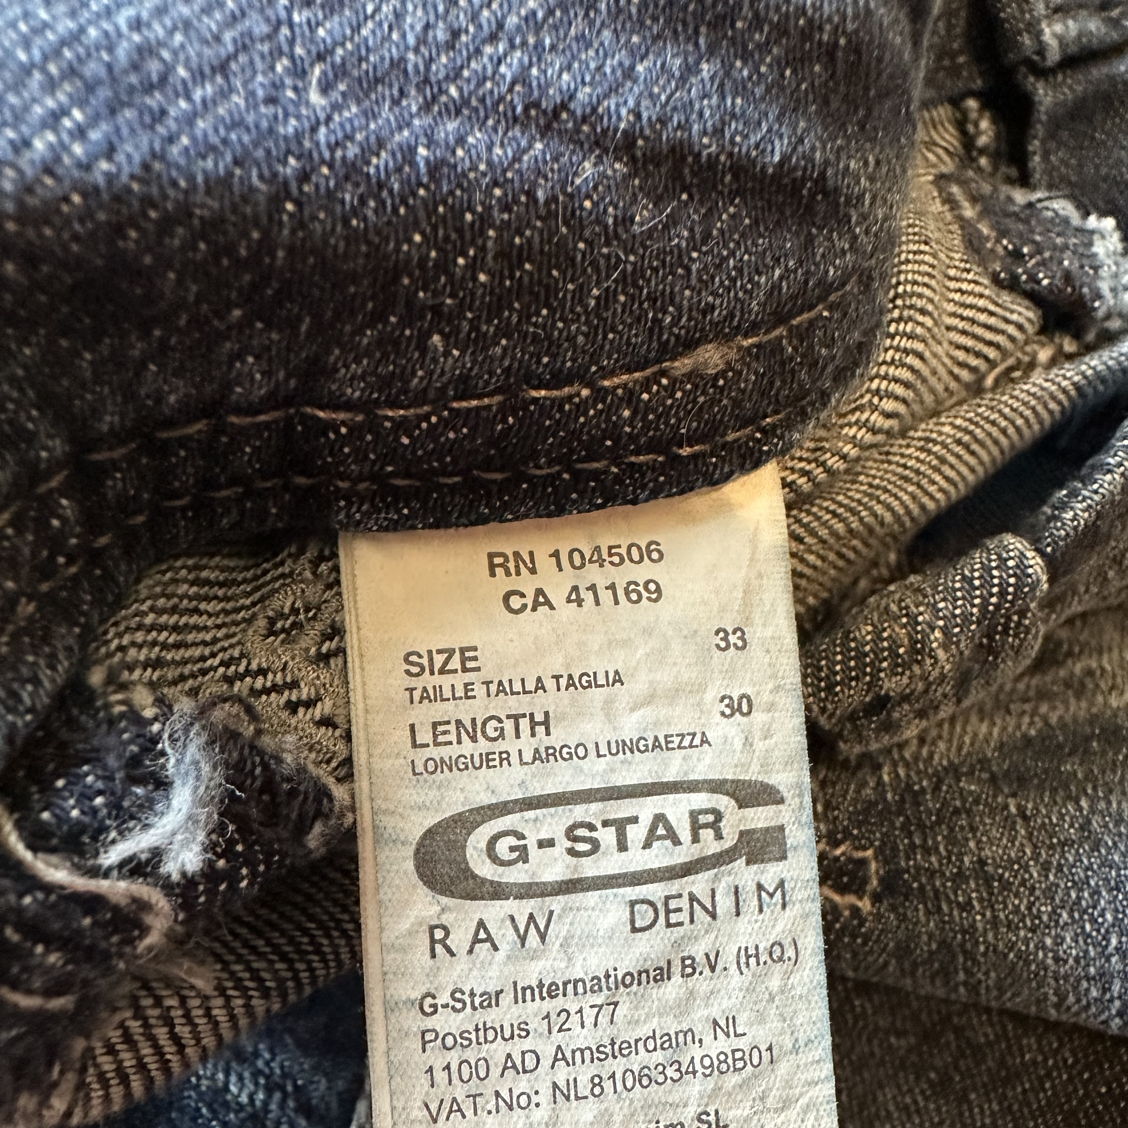 RN 104506
CA 41169
SIZE 33
TAILLE TALLA TAGLIA
LENGTH 30
LONGUER LARGO LUNGAEZZA
G-STAR
RAW DENIM
G-Star International B.V. (H.Q.)
Postbus 12177
1100 AD Amsterdam, NL
VAT.No: NL810633498B01
SL